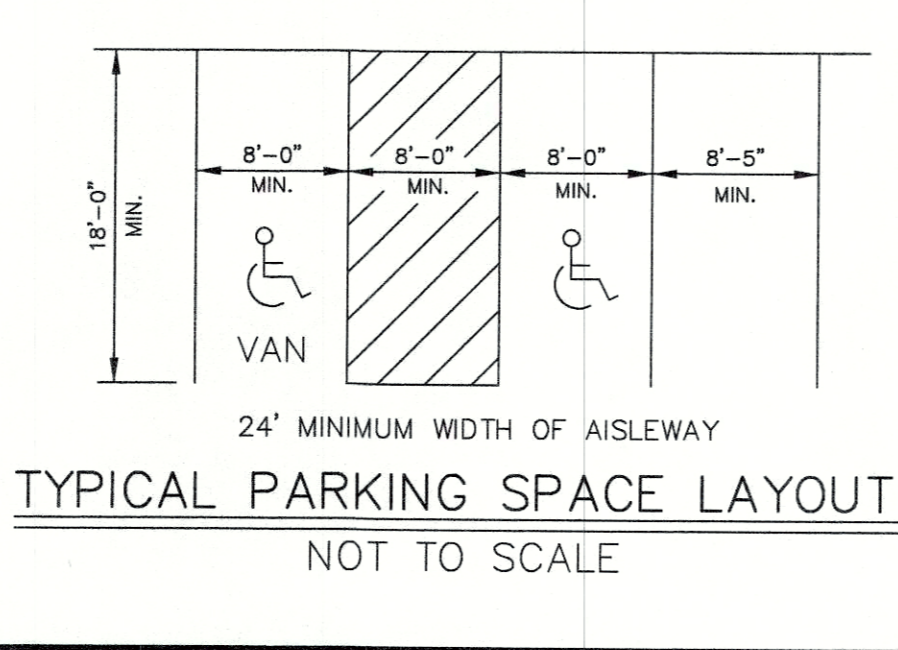 8'-0"
MIN.
8'-0"
MIN.
8'-0"
MIN.
8'-5"
MIN.
18'-0"
MIN.
VAN
24' MINIMUM WIDTH OF AISLEWAY
TYPICAL PARKING SPACE LAYOUT
NOT TO SCALE